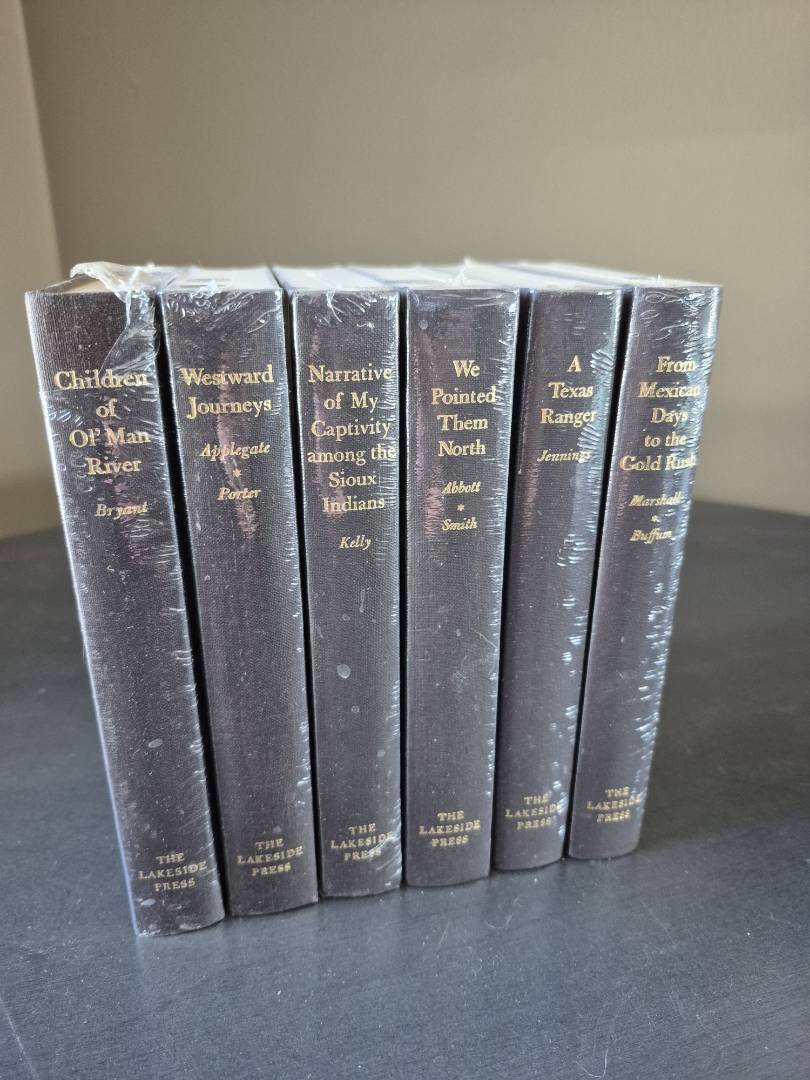 Children
of
Ol' Man
River
Bryant
THE
LAKESIDE
PRESS
Westward
Journeys
Applegate
*
Porter
THE
LAKESIDE
PRESS
Narrative
of My
Captivity
among the
Sioux
Indians
Kelly
THE
LAKESIDE
PRESS
We
Pointed
Them
North
Abbott
*
Smith
THE
LAKESIDE
PRESS
A
Texas
Ranger
Jennings
THE
LAKESIDE
PRESS
From
Mexican
Days
to the
Gold Rush
Marshall
*
Buffum
THE
LAKESIDE
PRESS